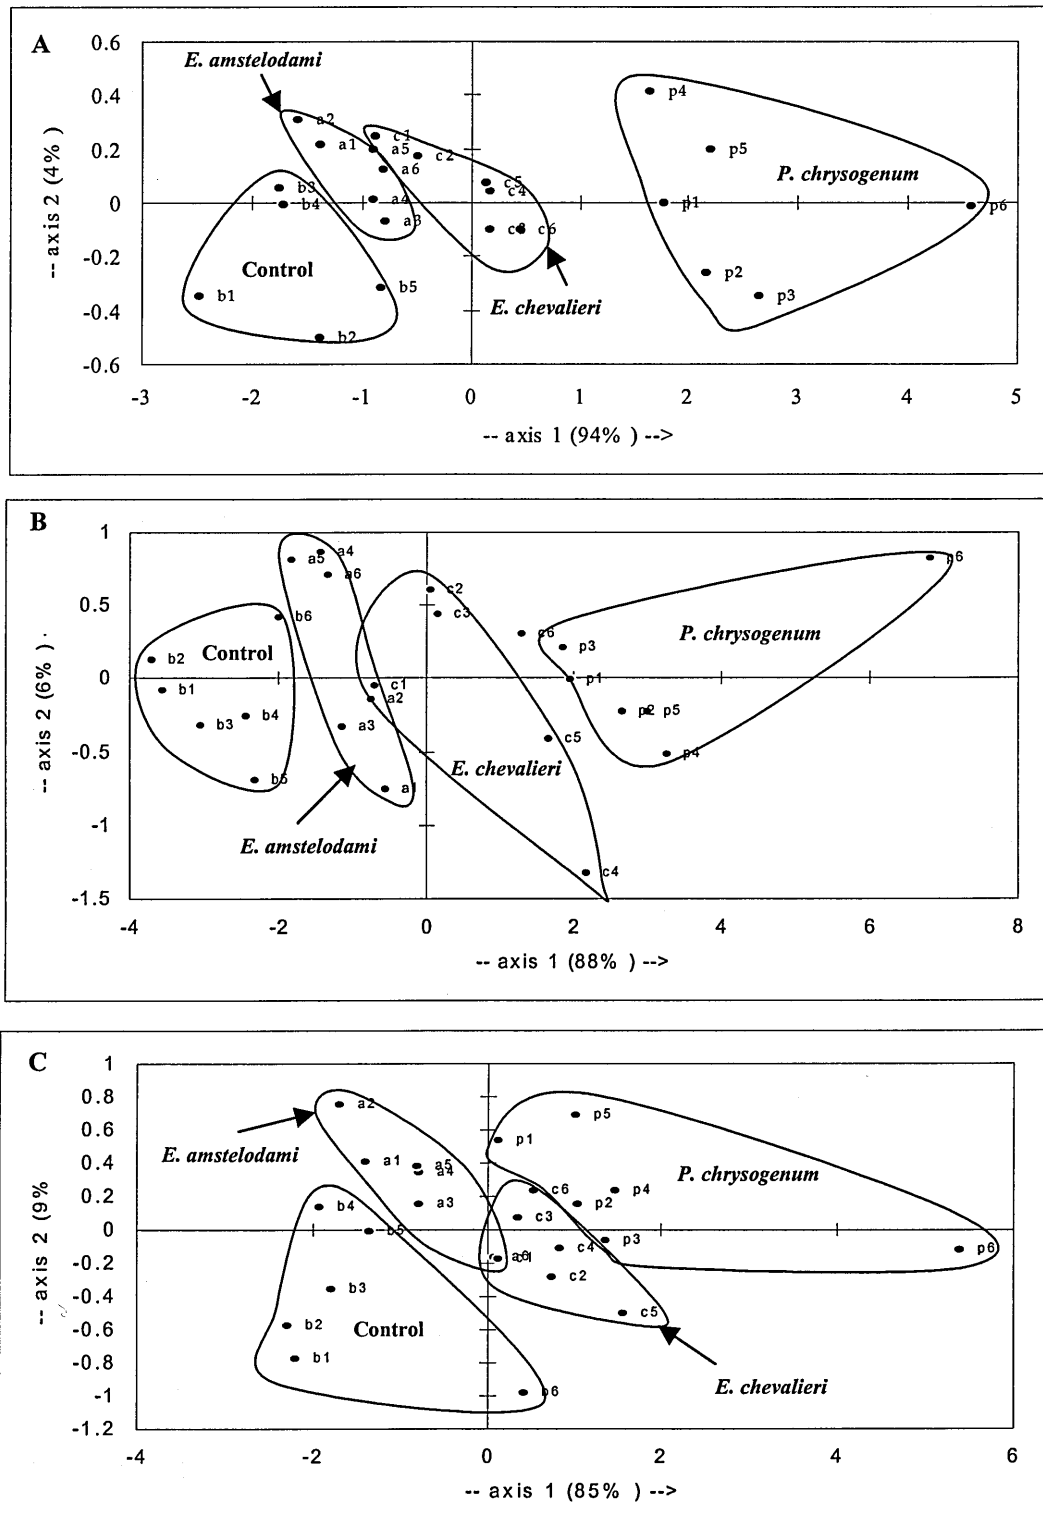 A
0.6
E. amstelodami
0.4
a2
c1
p4
0.2
a1
a5
c2
p5
a6
P. chrysogenum
b3
c5
c4
0
b4
a4
p1
p6
a3
c3 c6
-0.2
Control
p2
b1
b5
E. chevalieri
p3
-0.4
b2
-0.6
-3 -2 -1 0 1 2 3 4 5
-- axis 2 (4% )
-- axis 1 (94% ) -->
B
1
a5 a4
a6
p6
0.5
b6
c2
c3
c6
P. chrysogenum
b2
Control
p3
0
b1
c1
p1
a2
b3 b4
a3
p2 p5
-0.5
b5
c5
p4
E. chevalieri
a1
-1
E. amstelodami
c4
-1.5
-4 -2 0 2 4 6 8
-- axis 2 (6% )
-- axis 1 (88% ) -->
C
1
0.8
a2
p5
0.6
E. amstelodami
p1
0.4
a1 a5
a4
P. chrysogenum
0.2
b4
a3
c6 p2 p4
c3
0
b5
p3
c4
p6
-0.2
a6 c1
b3
c2
-0.4
b2
Control
c5
-0.6
-0.8
b1
E. chevalieri
-1
b6
-1.2
-4 -2 0 2 4 6
-- axis 2 (9%
-- axis 1 (85% ) -->